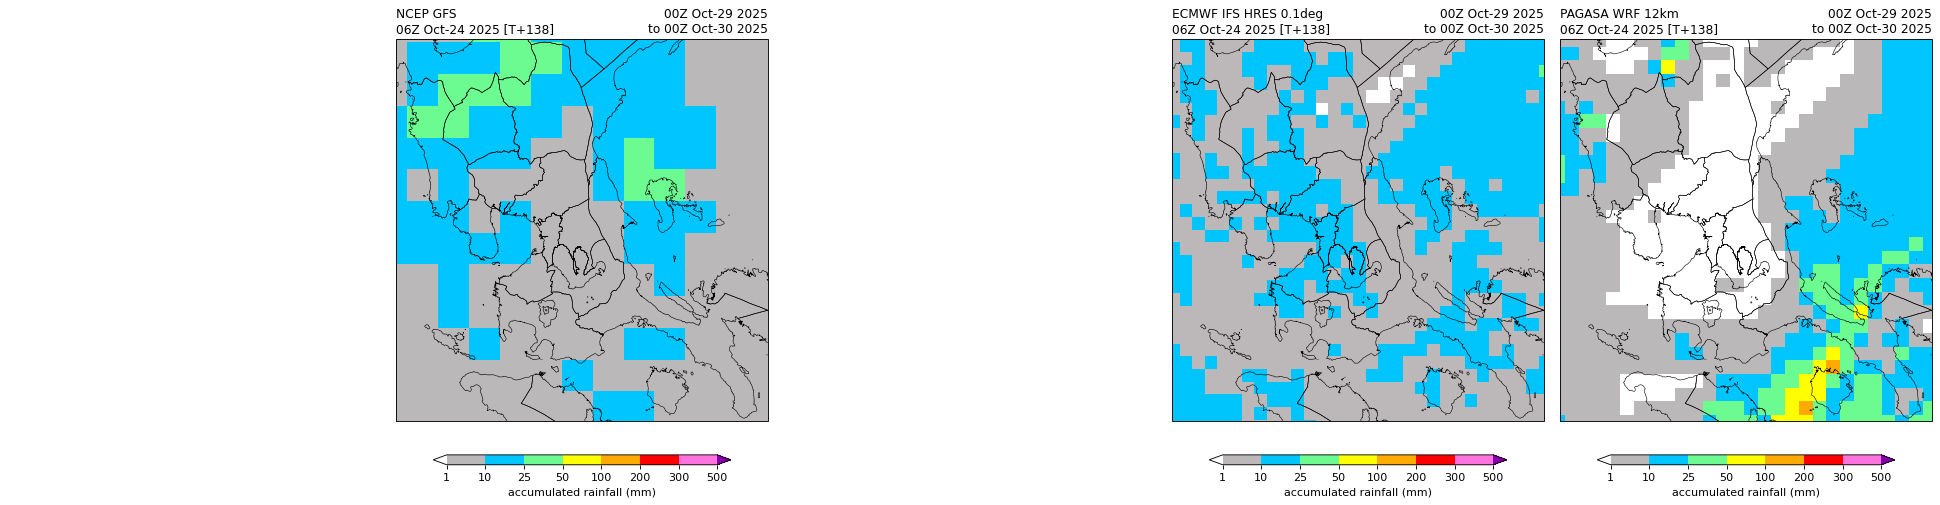 NCEP GFS 00Z Oct-29 2025
06Z Oct-24 2025 [T+138] to 00Z Oct-30 2025
1 10 25 50 100 200 300 500
accumulated rainfall (mm)
ECMWF IFS HRES 0.1deg 00Z Oct-29 2025
06Z Oct-24 2025 [T+138] to 00Z Oct-30 2025
1 10 25 50 100 200 300 500
accumulated rainfall (mm)
PAGASA WRF 12km 00Z Oct-29 2025
06Z Oct-24 2025 [T+138] to 00Z Oct-30 2025
1 10 25 50 100 200 300 500
accumulated rainfall (mm)